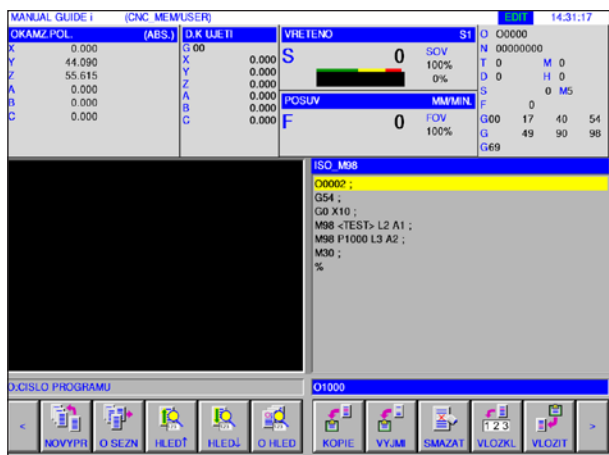 MANUAL GUIDE i (CNC_MEM/USER) EDIT 14:31:17
OKAMZ.POL. (ABS.)
X 0.000
Y 44.090
Z 55.615
A 0.000
B 0.000
C 0.000
D.K UJETI
G 00
X 0.000
Y 0.000
Z 0.000
A 0.000
B 0.000
C 0.000
VRETENO S1
S 0 SOV
100%
0%
POSUV MM/MIN.
F 0 FOV
100%
O O0000
N 00000000
T 0 M 0
D 0 H 0
S 0 M5
F 0
G00 17 40 54
G 49 90 98
G69
ISO_M98
O0002 ;
G54 ;
G0 X10 ;
M98 <TEST> L2 A1 ;
M98 P1000 L3 A2 ;
M30 ;
%
O:CISLO PROGRAMU
O1000
< NOVYPR O SEZN HLED↑ HLED↓ O HLED KOPIE VYJMI SMAZAT 123 VLOZKL VLOZIT >